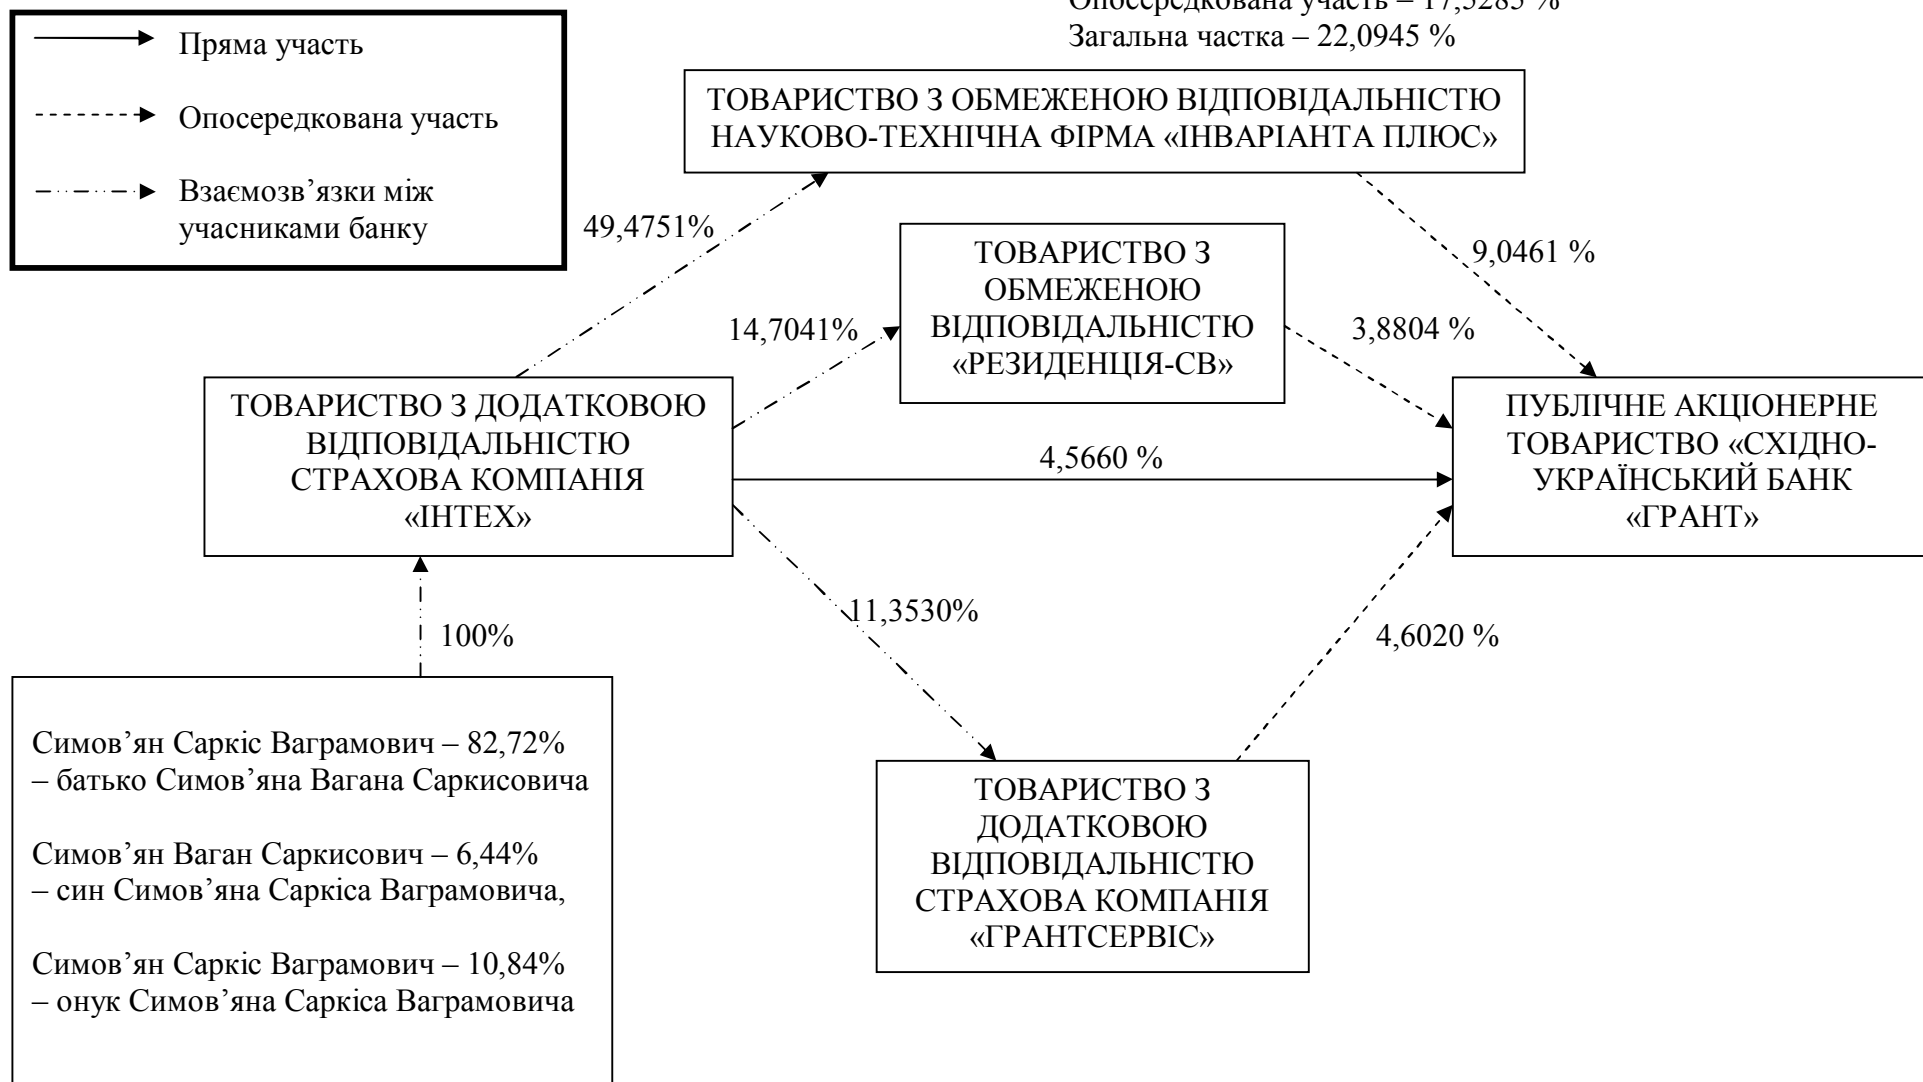 Опосередкована участь – 17,5285 %
Загальна частка – 22,0945 %
Пряма участь
Опосередкована участь
Взаємозв’язки між
учасниками банку
ТОВАРИСТВО З ОБМЕЖЕНОЮ ВІДПОВІДАЛЬНІСТЮ
НАУКОВО-ТЕХНІЧНА ФІРМА «ІНВАРІАНТА ПЛЮС»
49,4751%
9,0461 %
ТОВАРИСТВО З
ОБМЕЖЕНОЮ
ВІДПОВІДАЛЬНІСТЮ
«РЕЗИДЕНЦІЯ-СВ»
14,7041%
3,8804 %
ТОВАРИСТВО З ДОДАТКОВОЮ
ВІДПОВІДАЛЬНІСТЮ
СТРАХОВА КОМПАНІЯ
«ІНТЕХ»
4,5660 %
ПУБЛІЧНЕ АКЦІОНЕРНЕ
ТОВАРИСТВО «СХІДНО-
УКРАЇНСЬКИЙ БАНК
«ГРАНТ»
11,3530%
4,6020 %
100%
Симов’ян Саркіс Ваграмович – 82,72%
– батько Симов’яна Вагана Саркисовича
Симов’ян Ваган Саркисович – 6,44%
– син Симов’яна Саркіса Ваграмовича,
Симов’ян Саркіс Ваграмович – 10,84%
– онук Симов’яна Саркіса Ваграмовича
ТОВАРИСТВО З
ДОДАТКОВОЮ
ВІДПОВІДАЛЬНІСТЮ
СТРАХОВА КОМПАНІЯ
«ГРАНТСЕРВІС»